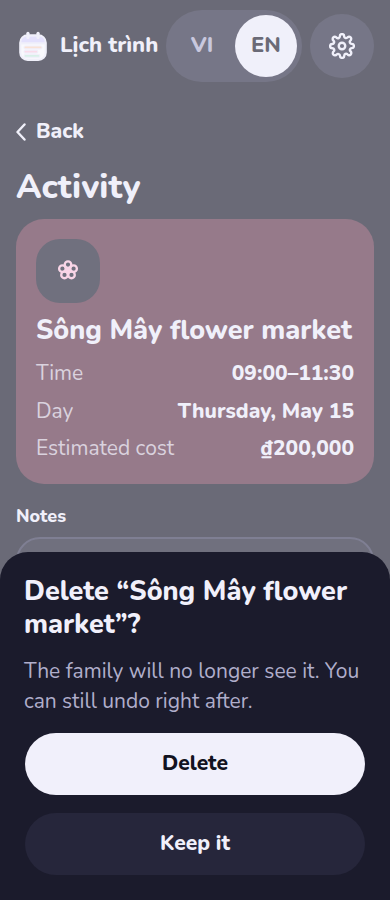 Lịch trình
VI
EN
Back
Activity
Sông Mây flower market
Time 09:00–11:30
Day Thursday, May 15
Estimated cost ₫200,000
Notes
Delete “Sông Mây flower
market”?
The family will no longer see it. You
can still undo right after.
Delete
Keep it